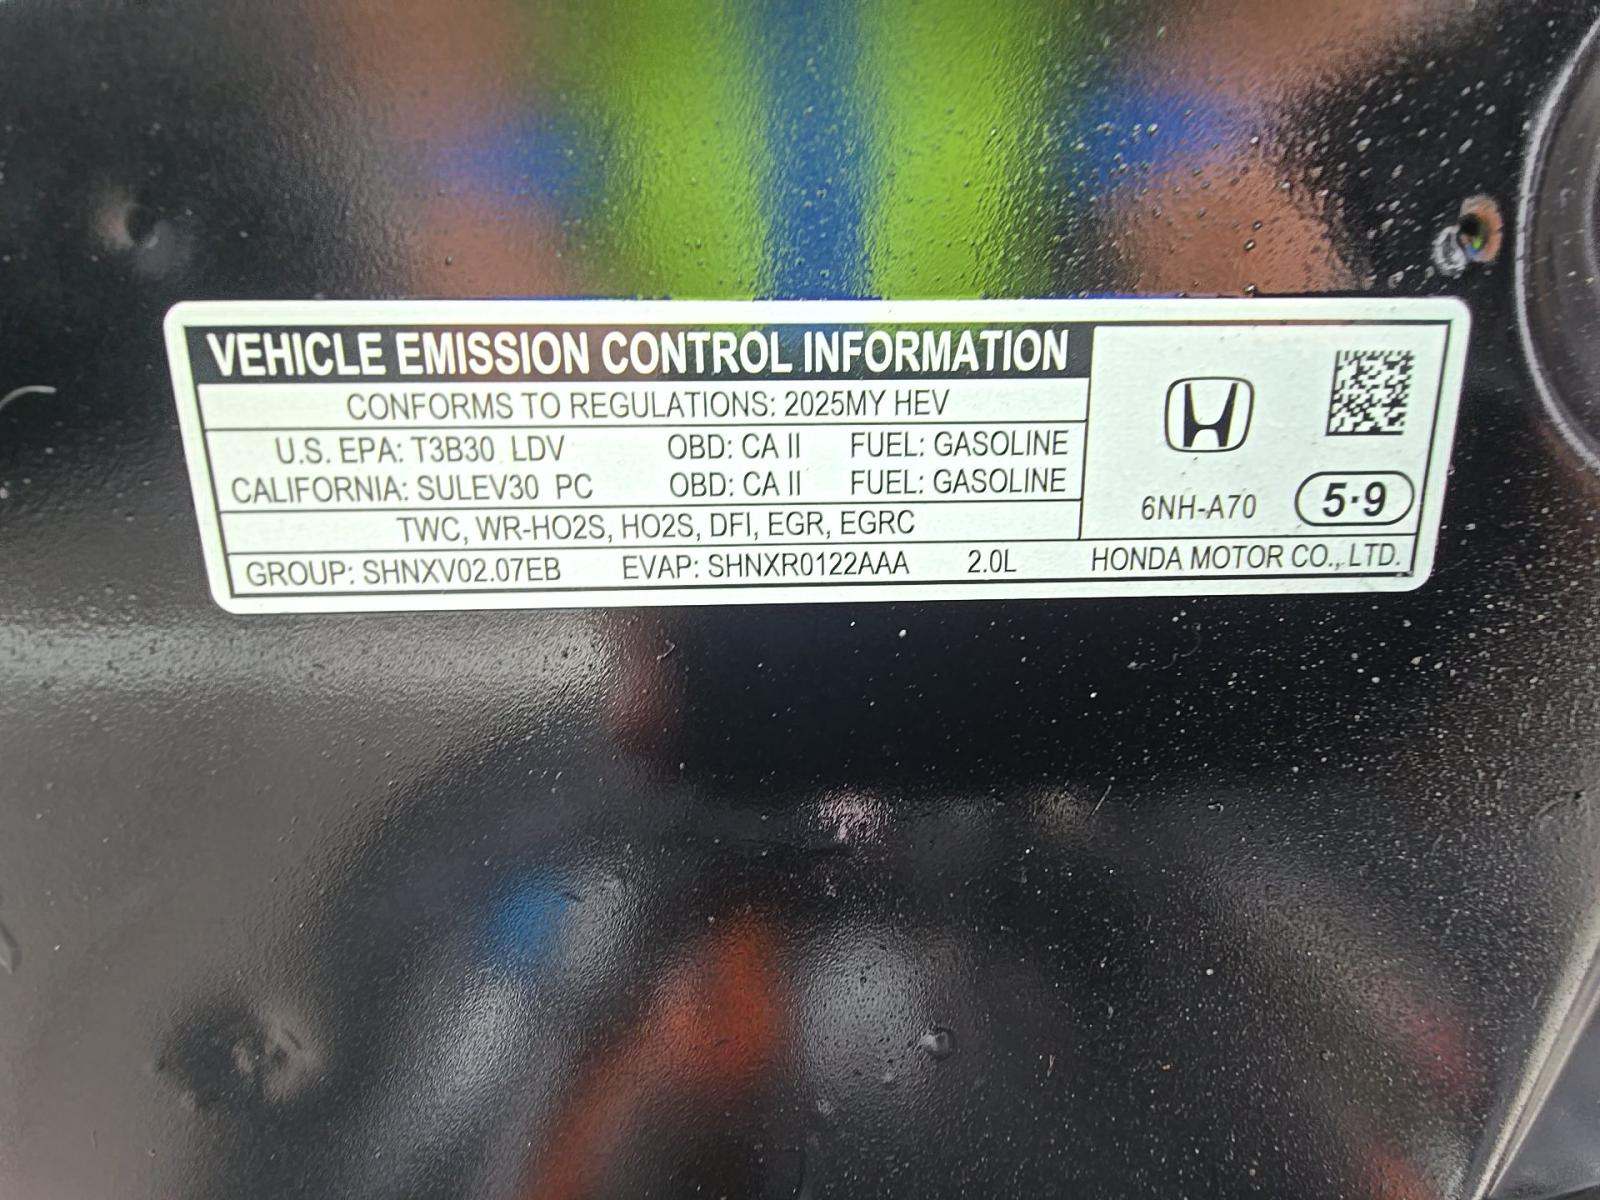 VEHICLE EMISSION CONTROL INFORMATION
CONFORMS TO REGULATIONS: 2025MY HEV
U.S. EPA: T3B30 LDV OBD: CA II FUEL: GASOLINE
CALIFORNIA: SULEV30 PC OBD: CA II FUEL: GASOLINE
TWC, WR-HO2S, HO2S, DFI, EGR, EGRC
6NH-A70 5·9
GROUP: SHNXV02.07EB EVAP: SHNXR0122AAA 2.0L HONDA MOTOR CO., LTD.